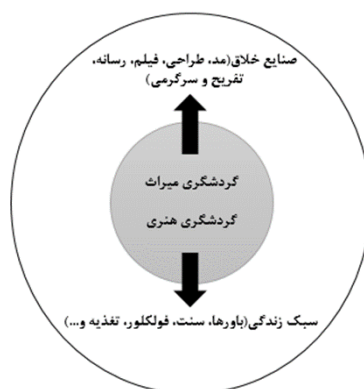 صنایع خلاق(مد، طراحی، فیلم، رسانه،
تفریح و سرگرمی)
گردشگری میراث
گردشگری هنری
سبک زندگی(باورها، سنت، فولکلور، تغذیه و...)